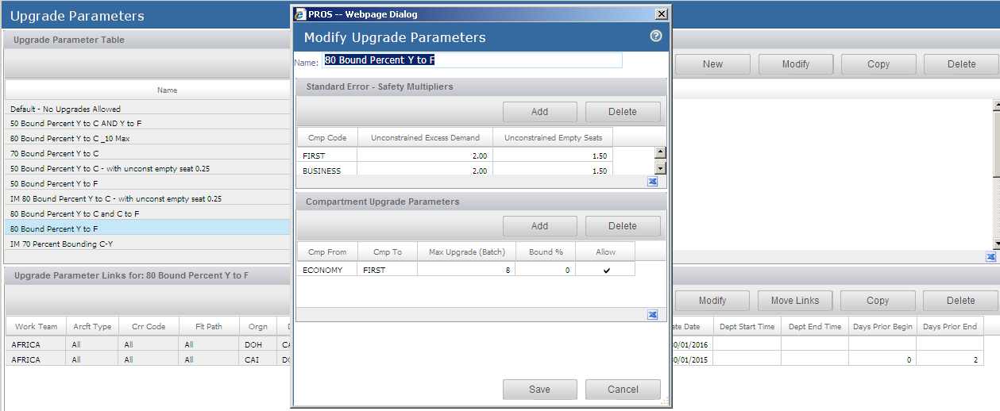 Upgrade Parameters
Upgrade Parameter Table
Name
Default - No Upgrades Allowed
50 Bound Percent Y to C AND Y to F
80 Bound Percent Y to C _10 Max
70 Bound Percent Y to C
50 Bound Percent Y to C - with unconst empty seat 0.25
50 Bound Percent Y to F
IM 80 Bound Percent Y to C - with unconst empty seat 0.25
80 Bound Percent Y to C and C to F
80 Bound Percent Y to F
IM 70 Percent Bounding C-Y
New Modify Copy Delete
PROS -- Webpage Dialog
Modify Upgrade Parameters
Name: 80 Bound Percent Y to F
Standard Error - Safety Multipliers
Add Delete
Cmp Code Unconstrained Excess Demand Unconstrained Empty Seats
FIRST 2.00 1.50
BUSINESS 2.00 1.50
Compartment Upgrade Parameters
Add Delete
Cmp From Cmp To Max Upgrade (Batch) Bound % Allow
ECONOMY FIRST 8 0
Save Cancel
Upgrade Parameter Links for: 80 Bound Percent Y to F
Modify Move Links Copy Delete
Work Team Arcft Type Crr Code Flt Path Orgn Date Dept Start Time Dept End Time Days Prior Begin Days Prior End
AFRICA All All All DOH 30/01/2016
AFRICA All All All CAI 30/01/2015 0 2